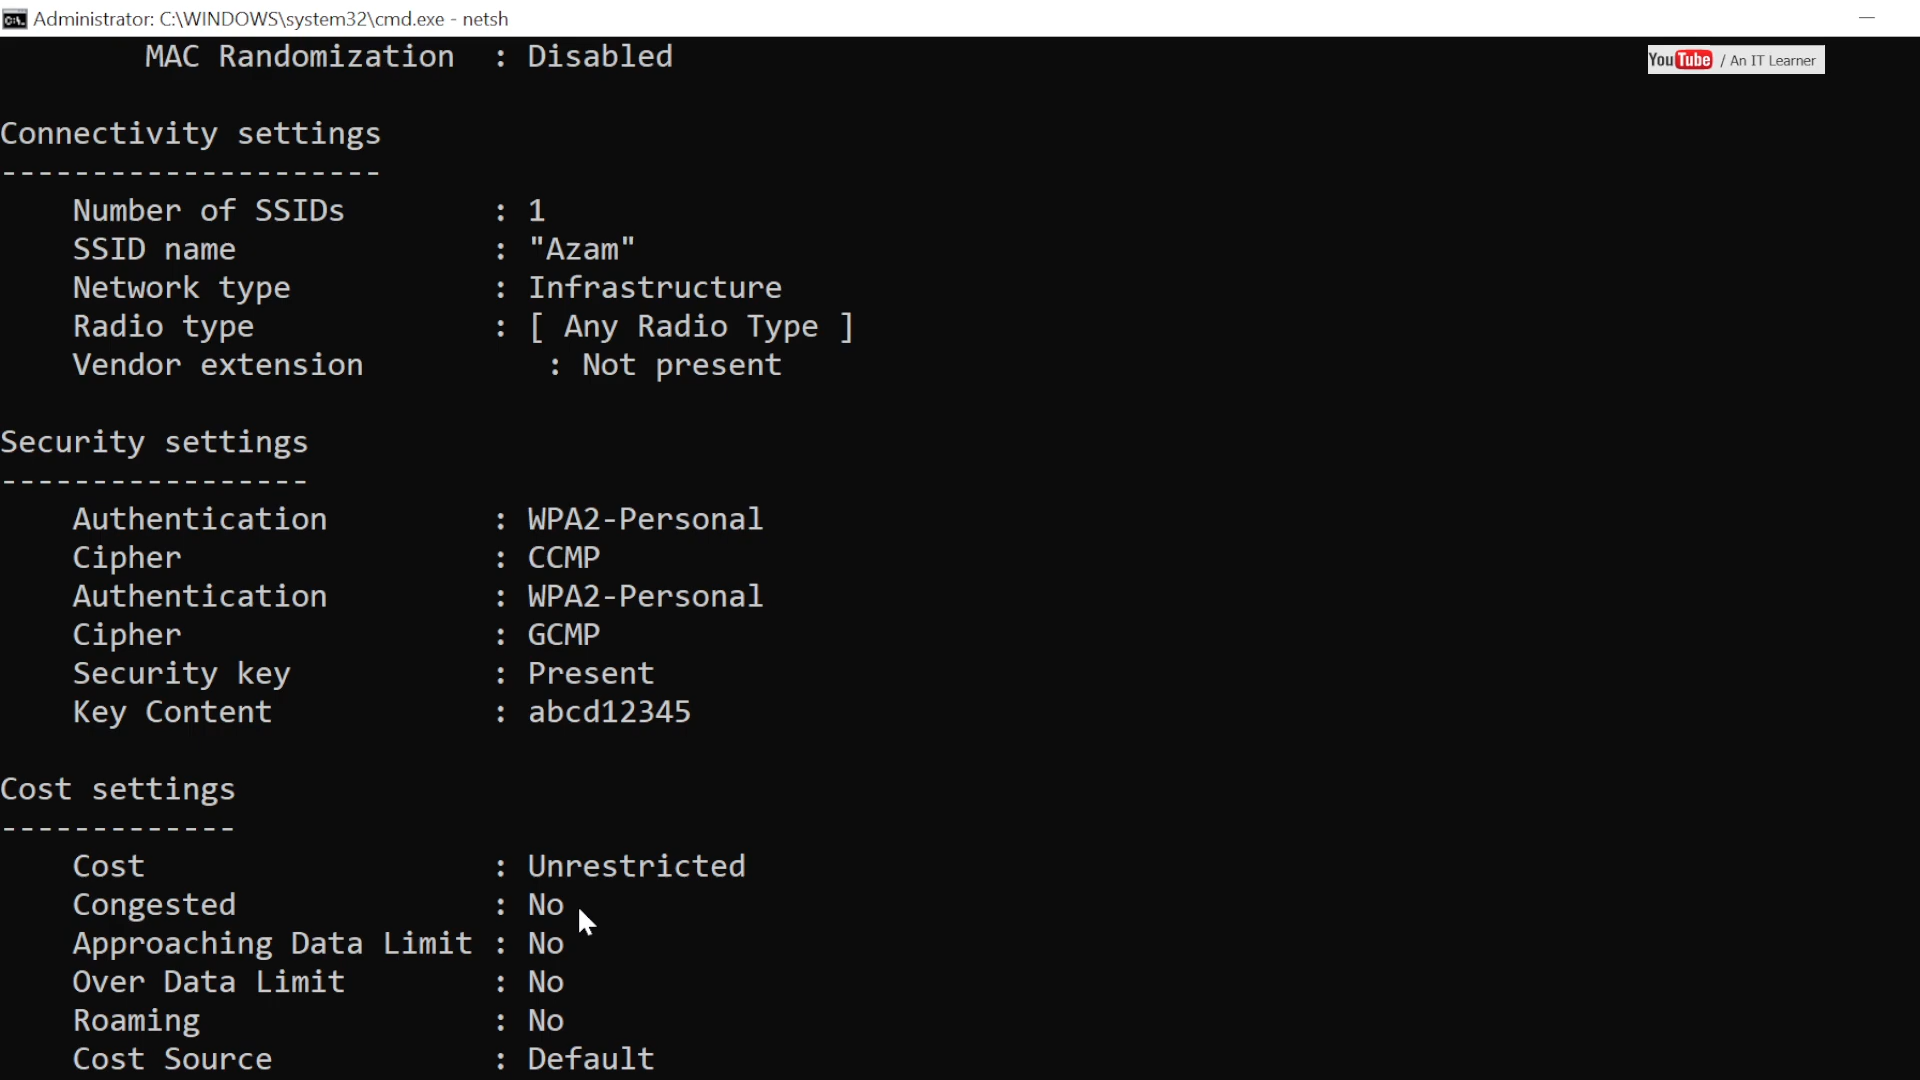 Administrator: C:\WINDOWS\system32\cmd.exe - netsh
MAC Randomization : Disabled
YouTube / An IT Learner
Connectivity settings
---------------------
Number of SSIDs : 1
SSID name : "Azam"
Network type : Infrastructure
Radio type : [ Any Radio Type ]
Vendor extension : Not present
Security settings
-----------------
Authentication : WPA2-Personal
Cipher : CCMP
Authentication : WPA2-Personal
Cipher : GCMP
Security key : Present
Key Content : abcd12345
Cost settings
-------------
Cost : Unrestricted
Congested : No
Approaching Data Limit : No
Over Data Limit : No
Roaming : No
Cost Source : Default